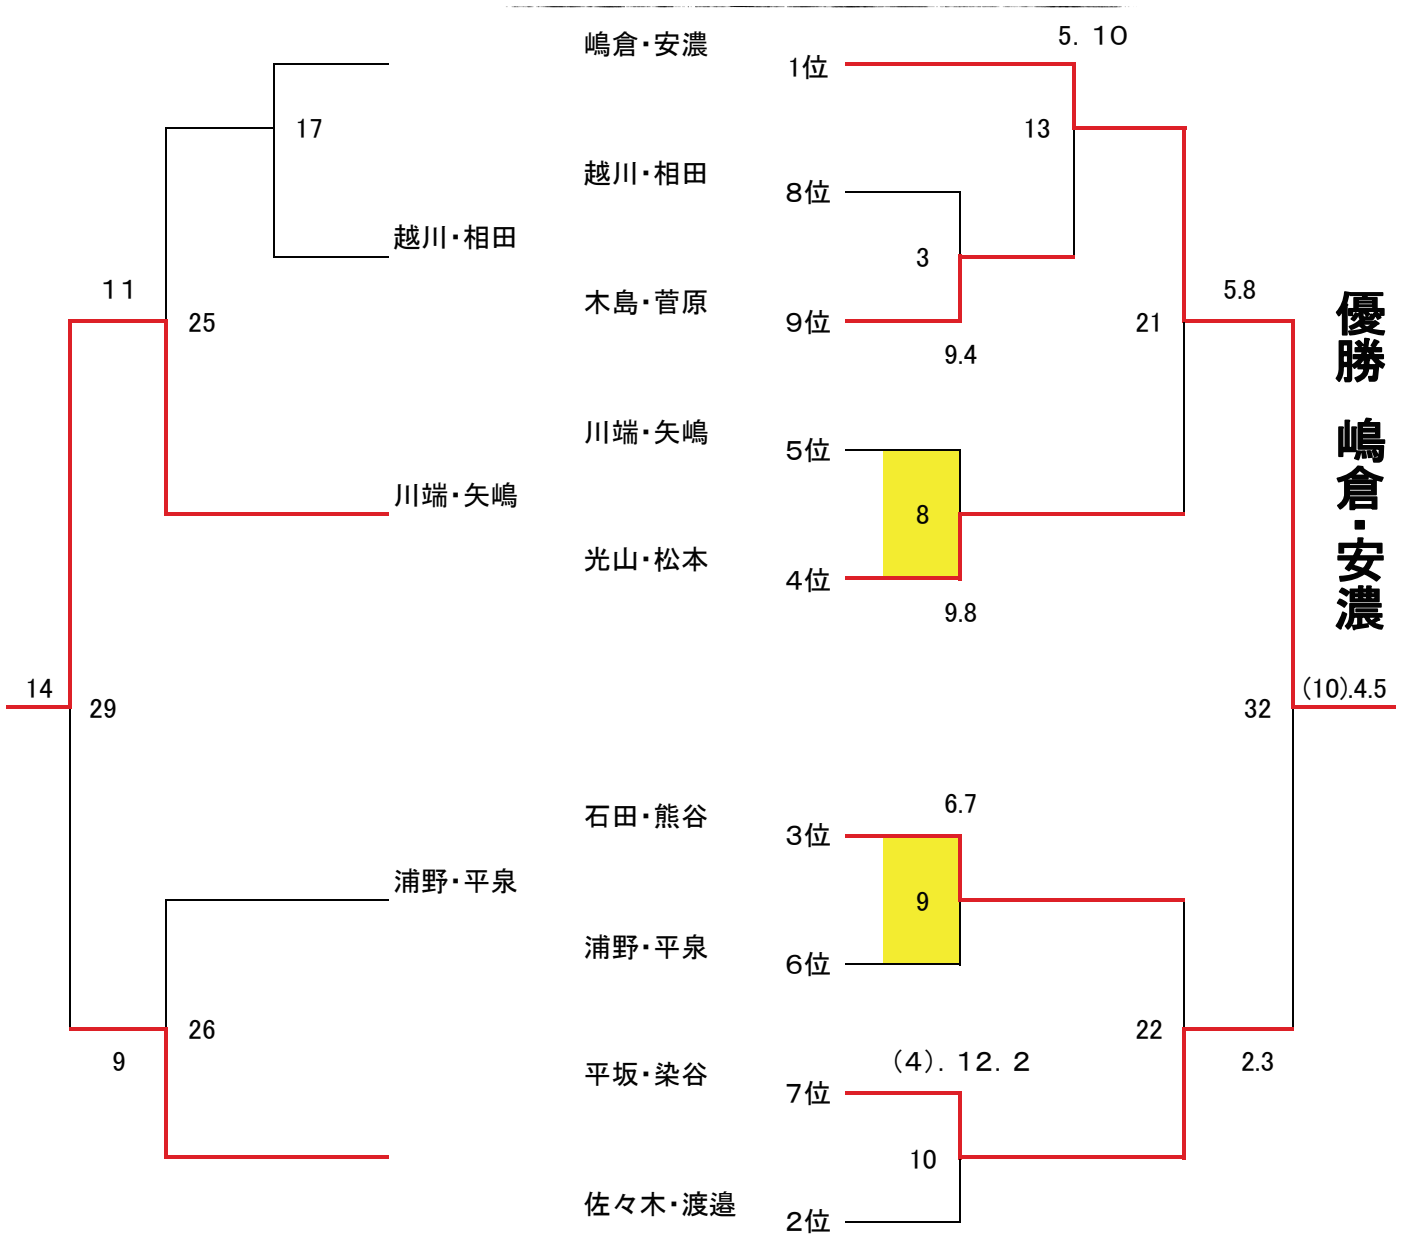 嶋倉・安濃
1位
5. 10
17
13
越川・相田
8位
越川・相田
3
11
木島・菅原
9位
25
9.4
21
5.8
優勝 嶋倉・安濃
川端・矢嶋
5位
川端・矢嶋
8
光山・松本
4位
9.8
14
29
32
(10).4.5
石田・熊谷
3位
6.7
浦野・平泉
9
浦野・平泉
6位
26
22
9
2.3
平坂・染谷
7位
(4). 12. 2
10
佐々木・渡邉
2位